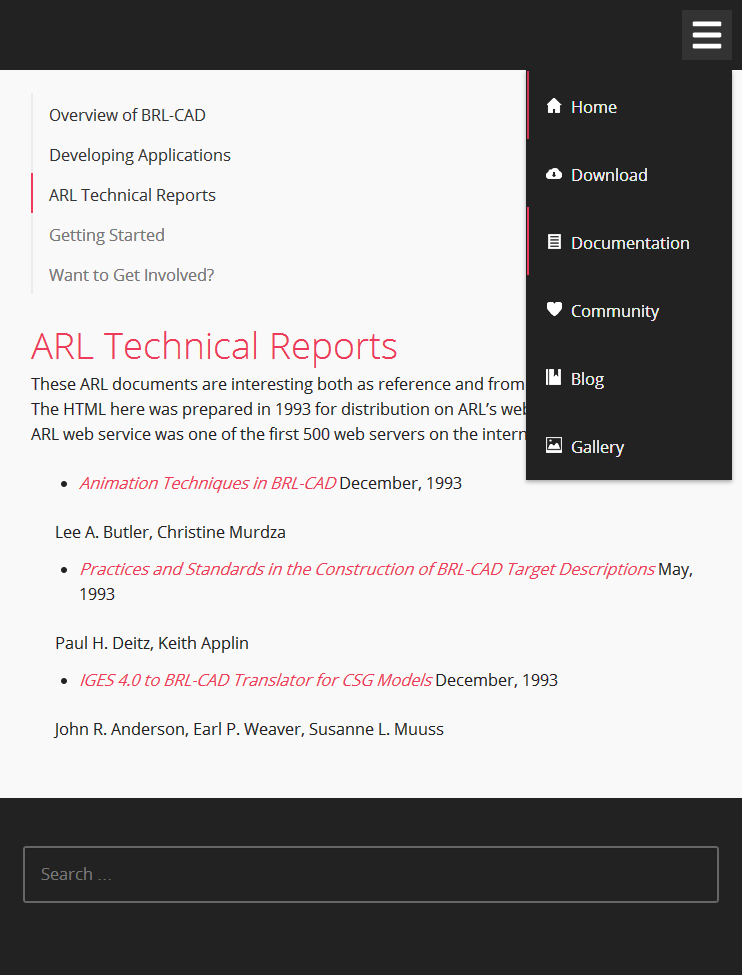 Home
Download
Documentation
Community
Blog
Gallery
Overview of BRL-CAD
Developing Applications
ARL Technical Reports
Getting Started
Want to Get Involved?
ARL Technical Reports
These ARL documents are interesting both as reference and from
The HTML here was prepared in 1993 for distribution on ARL’s
ARL web service was one of the first 500 web servers on the
Animation Techniques in BRL-CAD December, 1993
Lee A. Butler, Christine Murdza
Practices and Standards in the Construction of BRL-CAD Target Descriptions May,
1993
Paul H. Deitz, Keith Applin
IGES 4.0 to BRL-CAD Translator for CSG Models December, 1993
John R. Anderson, Earl P. Weaver, Susanne L. Muuss
Search ...